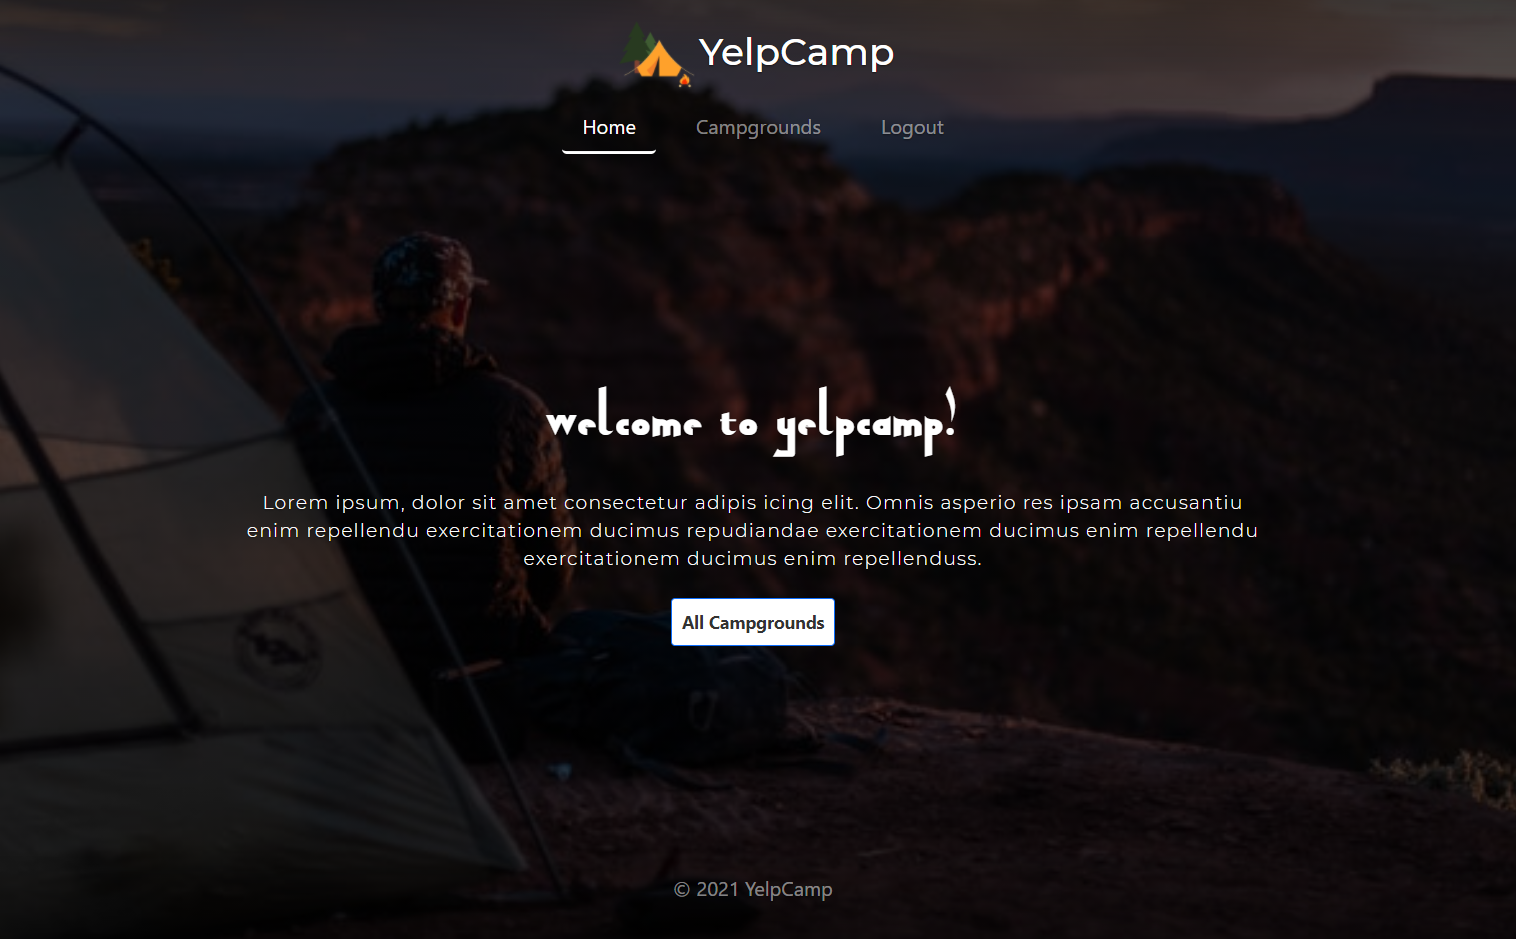 YelpCamp
Home Campgrounds Logout
welcome to yelpcamp!
Lorem ipsum, dolor sit amet consectetur adipis icing elit. Omnis asperio res ipsam accusantiu
enim repellendu exercitationem ducimus repudiandae exercitationem ducimus enim repellendu
exercitationem ducimus enim repellenduss.
All Campgrounds
© 2021 YelpCamp